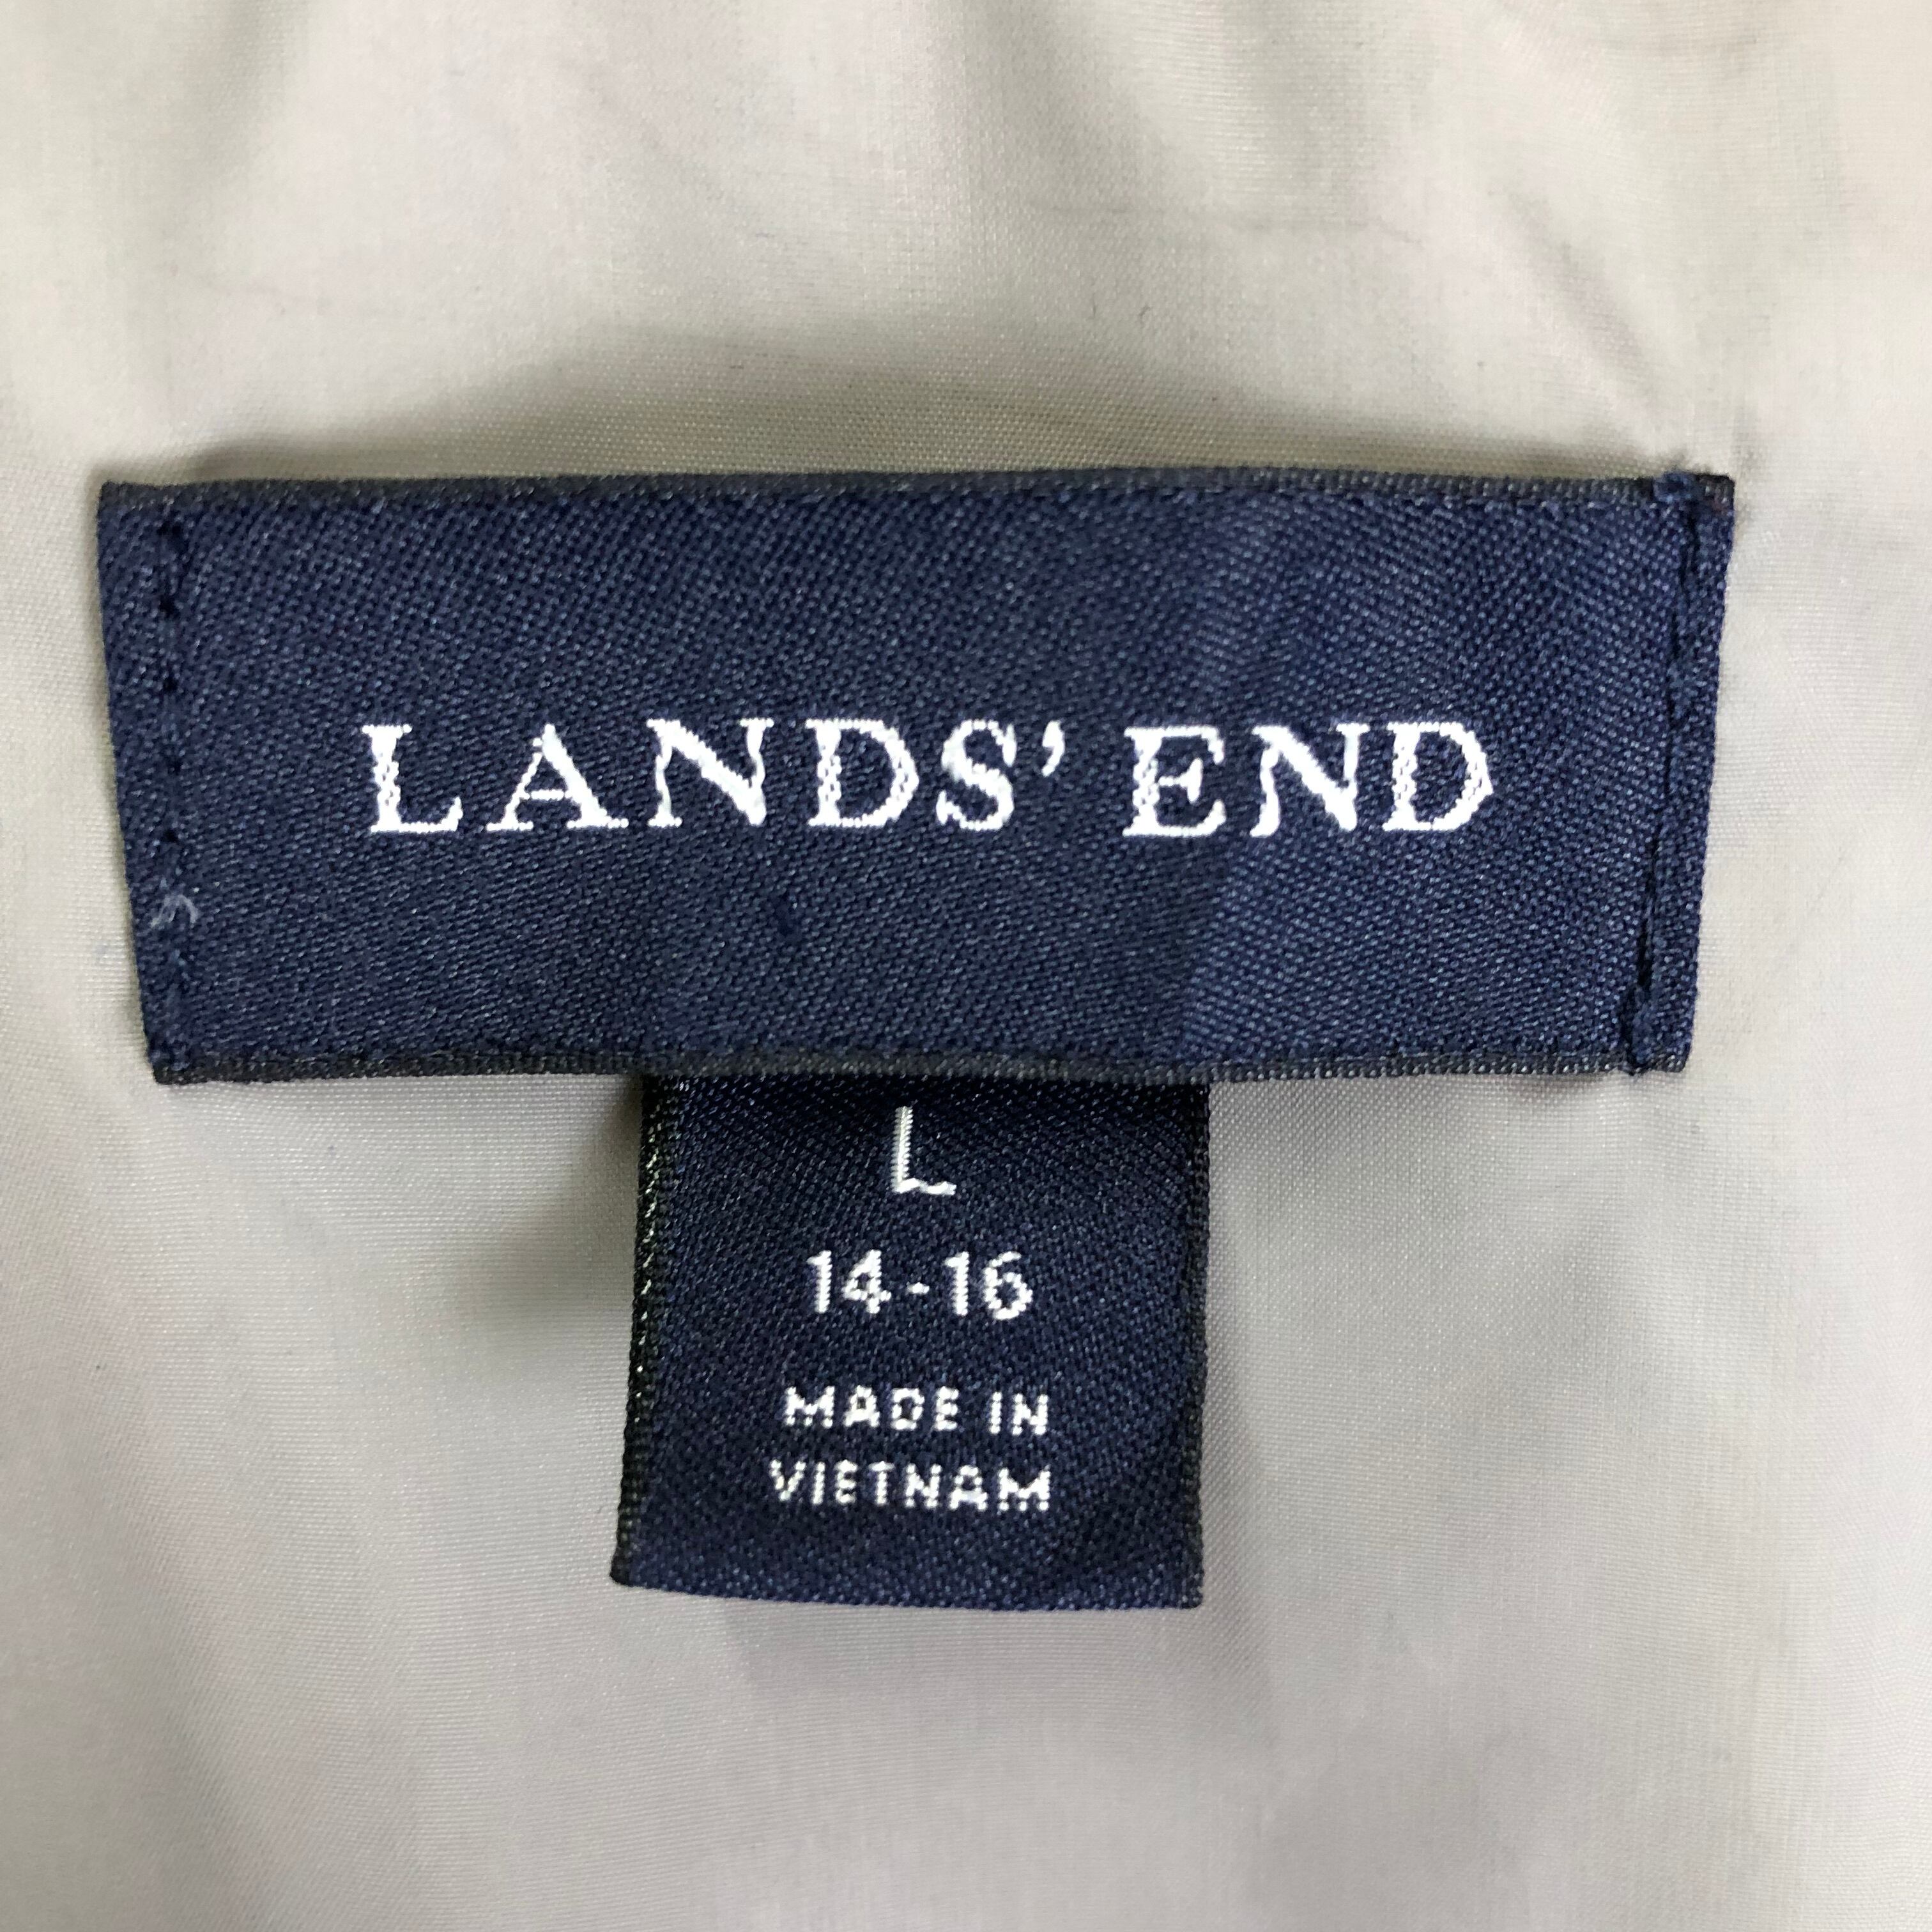 LANDS' END
L
14-16
MADE IN
VIETNAM